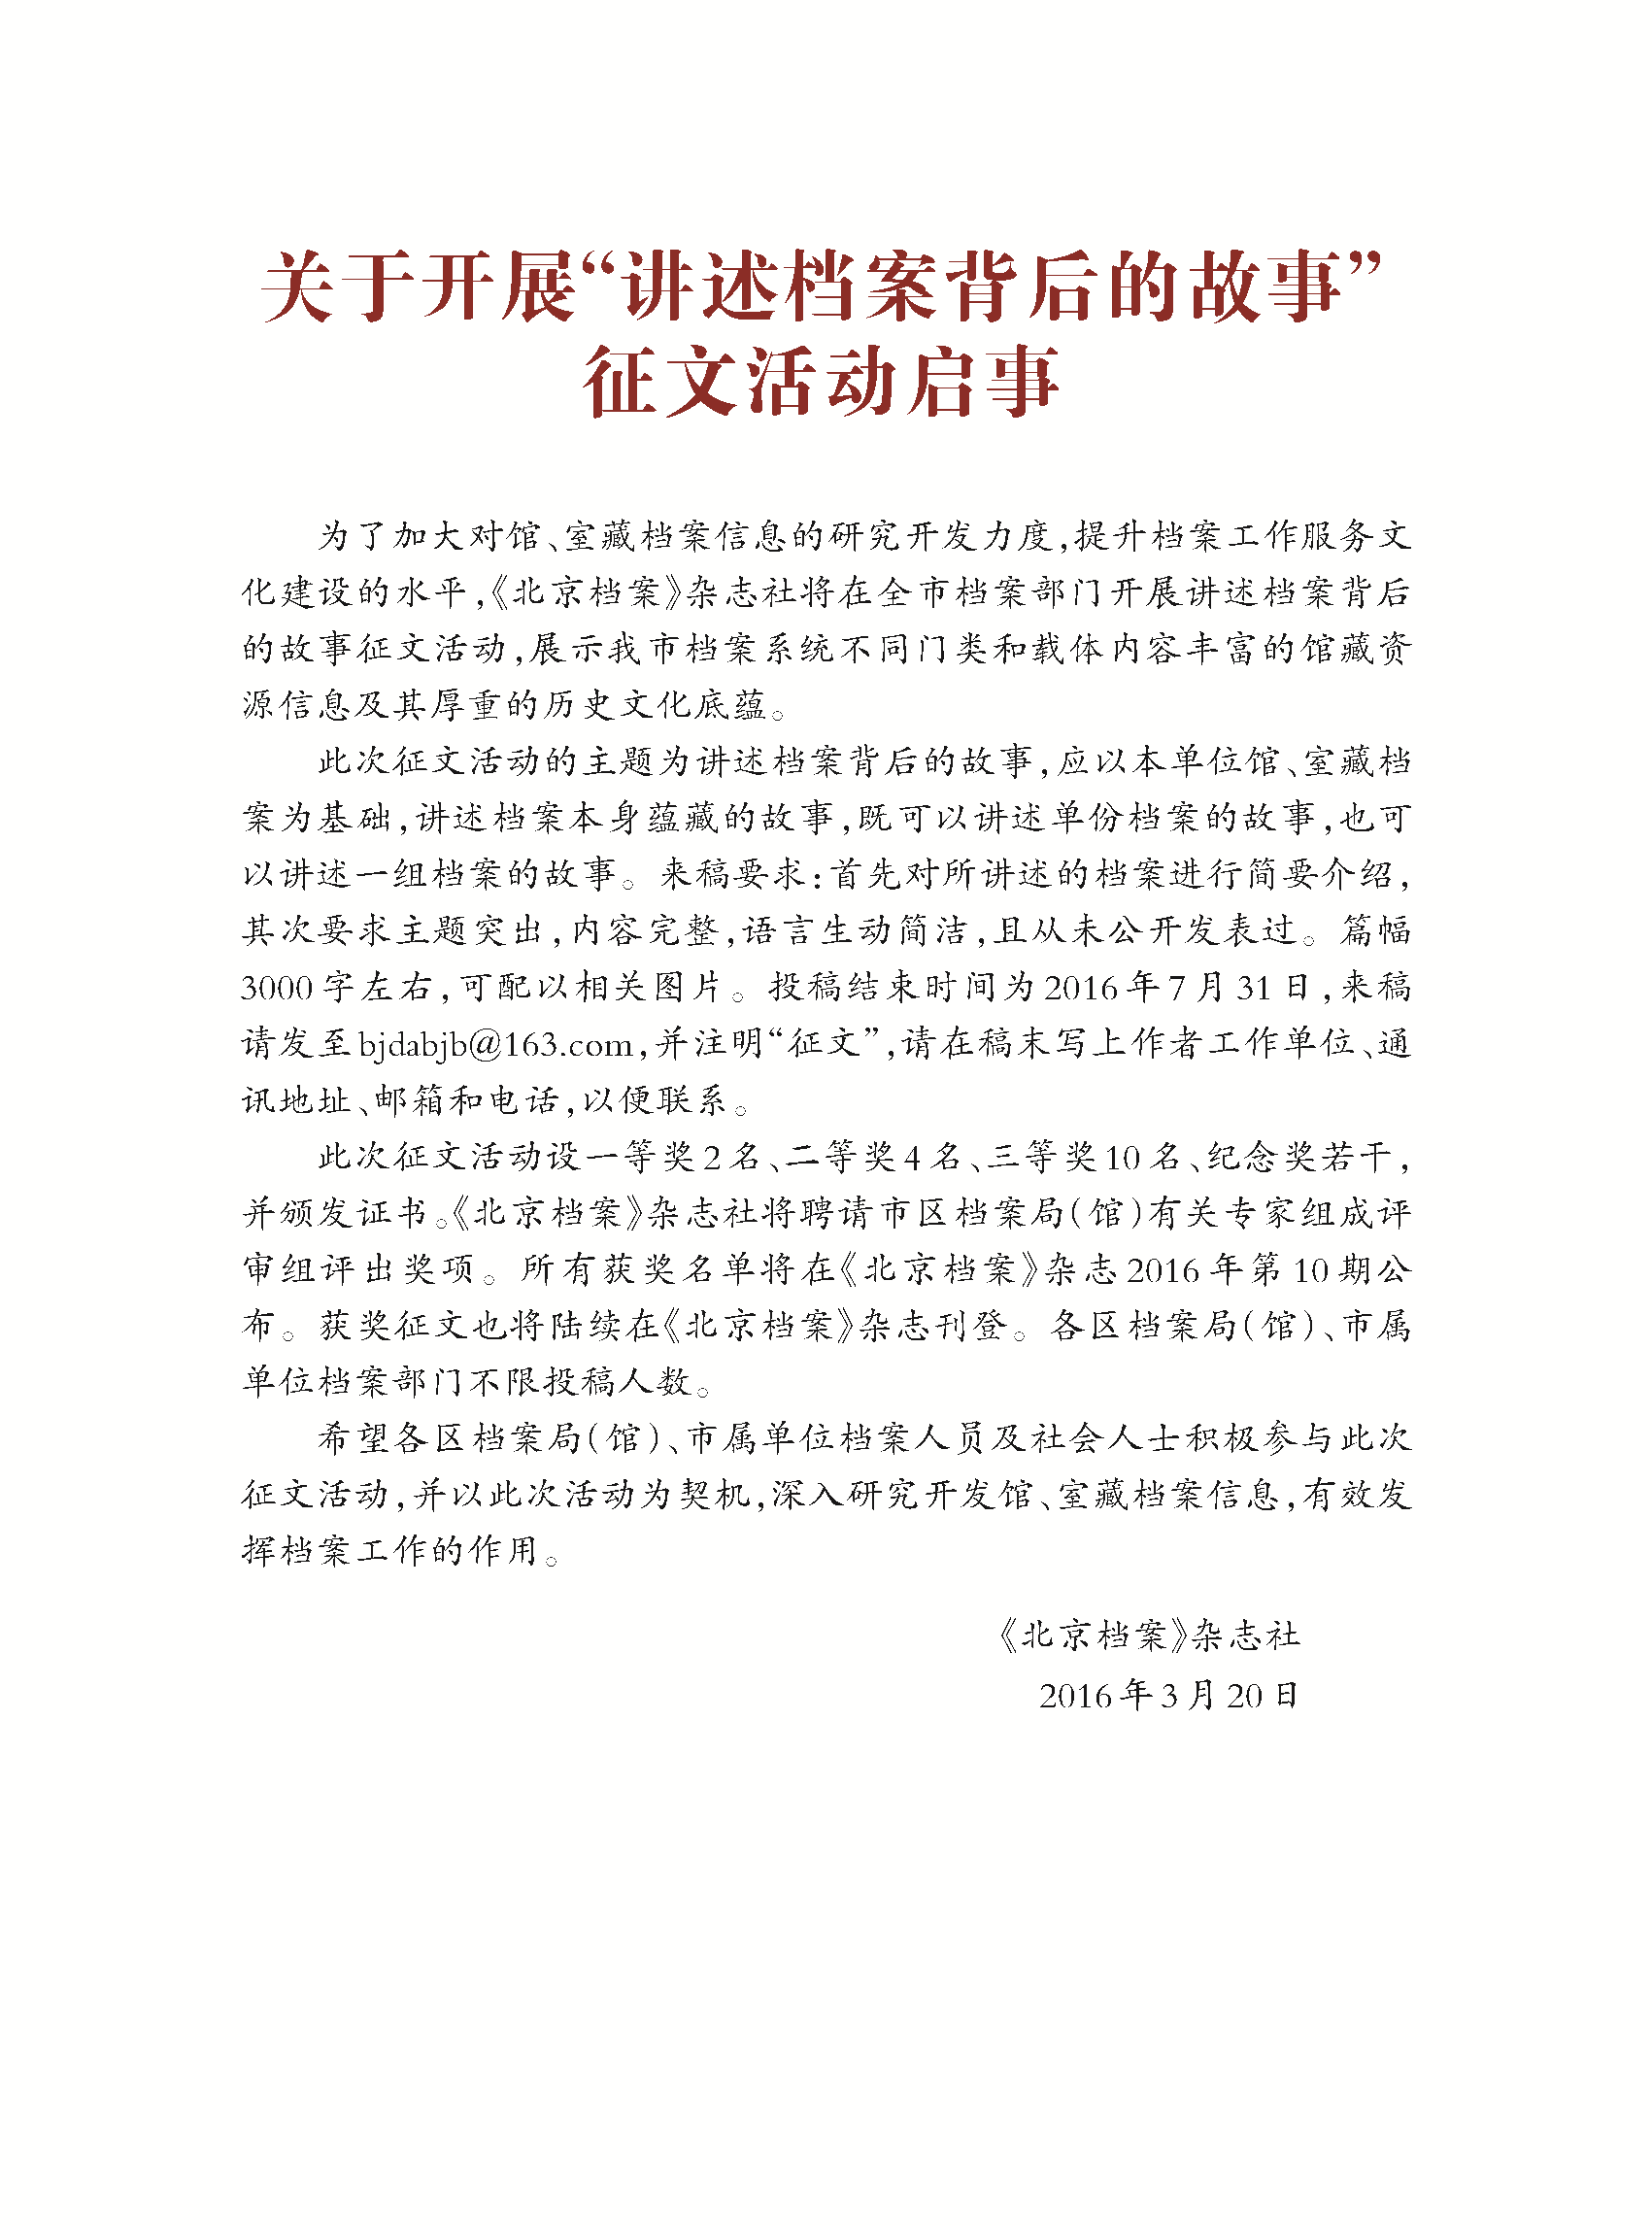 关于开展“讲述档案背后的故事”
征文活动启事
为了加大对馆、室藏档案信息的研究开发力度,提升档案工作服务文
化建设的水平,《北京档案》杂志社将在全市档案部门开展讲述档案背后
的故事征文活动,展示我市档案系统不同门类和载体内容丰富的馆藏资
源信息及其厚重的历史文化底蕴。
此次征文活动的主题为讲述档案背后的故事,应以本单位馆、室藏档
案为基础,讲述档案本身蕴藏的故事,既可以讲述单份档案的故事,也可
以讲述一组档案的故事。来稿要求:首先对所讲述的档案进行简要介绍,
其次要求主题突出,内容完整,语言生动简洁,且从未公开发表过。篇幅
3000字左右,可配以相关图片。投稿结束时间为2016年7月31日,来稿
请发至bjdabjb@163.com,并注明“征文”,请在稿末写上作者工作单位、通
讯地址、邮箱和电话,以便联系。
此次征文活动设一等奖2名、二等奖4名、三等奖10名、纪念奖若干,
并颁发证书。《北京档案》杂志社将聘请市区档案局(馆)有关专家组成评
审组评出奖项。所有获奖名单将在《北京档案》杂志2016年第10期公
布。获奖征文也将陆续在《北京档案》杂志刊登。各区档案局(馆)、市属
单位档案部门不限投稿人数。
希望各区档案局(馆)、市属单位档案人员及社会人士积极参与此次
征文活动,并以此次活动为契机,深入研究开发馆、室藏档案信息,有效发
挥档案工作的作用。
《北京档案》杂志社
2016年3月20日